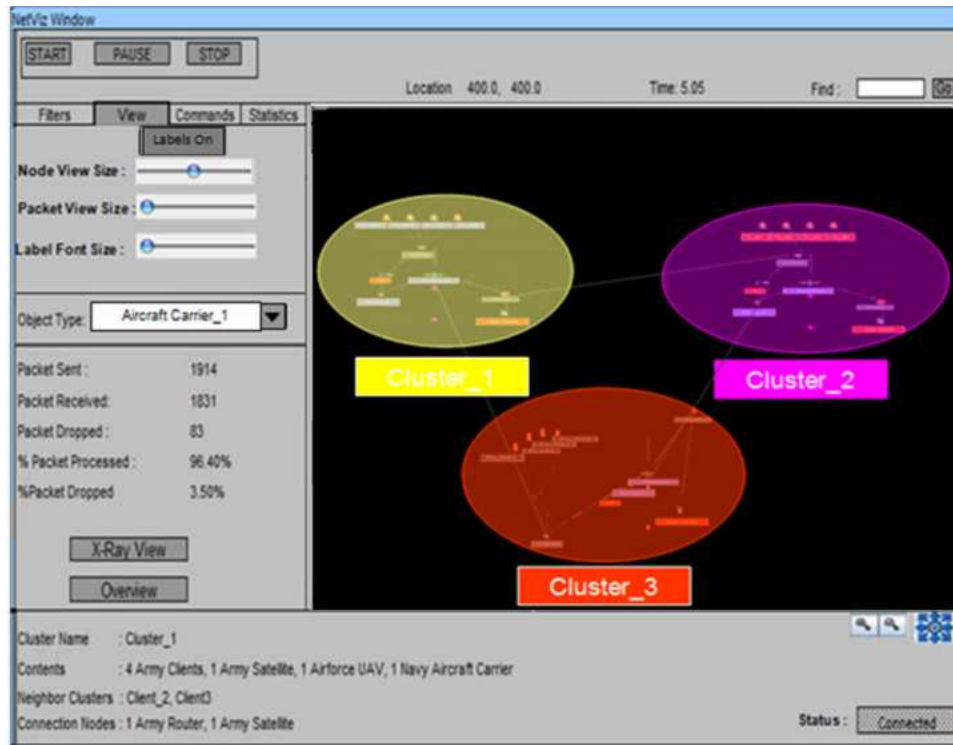 NetViz Window
START PAUSE STOP
Location 400.0, 400.0 Time: 5.05 Find : Go
Filters View Commands Statistics
Labels On
Node View Size :
Packet View Size :
Label Font Size :
Object Type: Aircraft Carrier_1
Cluster_1
Cluster_2
Cluster_3
Packet Sent : 1914
Packet Received: 1831
Packet Dropped : 83
% Packet Processed : 96.40%
%Packet Dropped 3.50%
X-Ray View
Overview
Cluster Name : Cluster_1
Contents : 4 Army Clients, 1 Army Satellite, 1 Airforce UAV, 1 Navy Aircraft Carrier
Neighbor Clusters : Client_2, Client3
Connection Nodes : 1 Army Router, 1 Army Satellite
Status : Connected